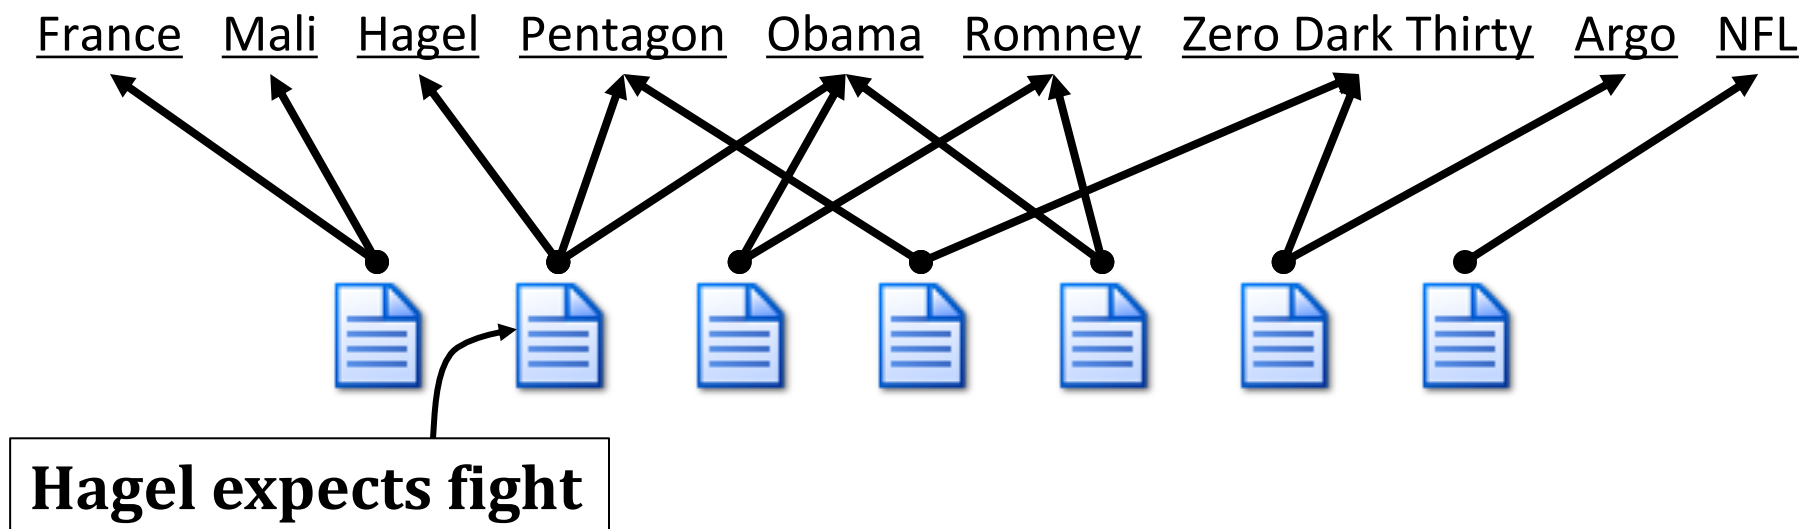 France Mali Hagel Pentagon Obama Romney Zero Dark Thirty Argo NFL
Hagel expects fight